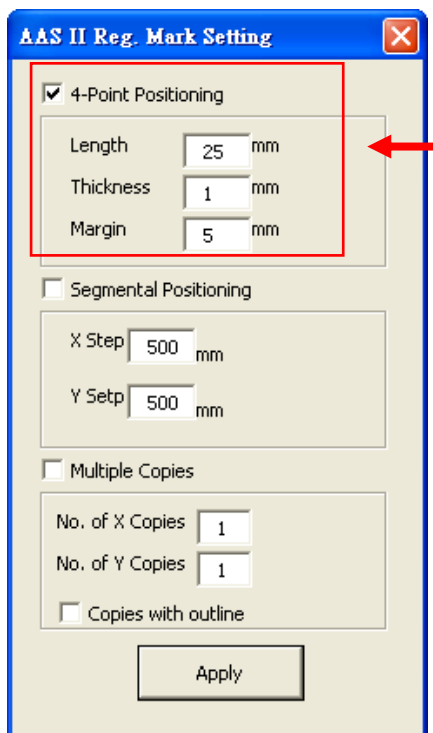 AAS II Reg. Mark Setting
4-Point Positioning
Length 25 mm
Thickness 1 mm
Margin 5 mm
Segmental Positioning
X Step 500 mm
Y Setp 500 mm
Multiple Copies
No. of X Copies 1
No. of Y Copies 1
Copies with outline
Apply